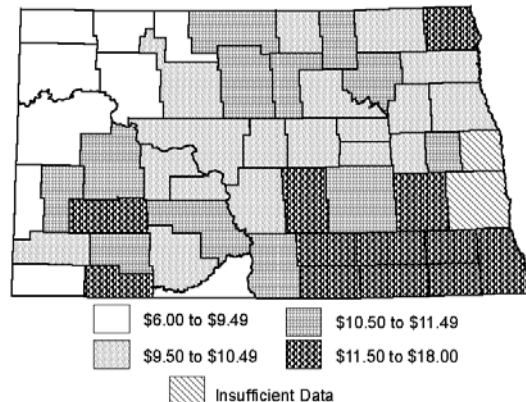 $6.00 to $9.49
$10.50 to $11.49
$9.50 to $10.49
$11.50 to $18.00
Insufficient Data